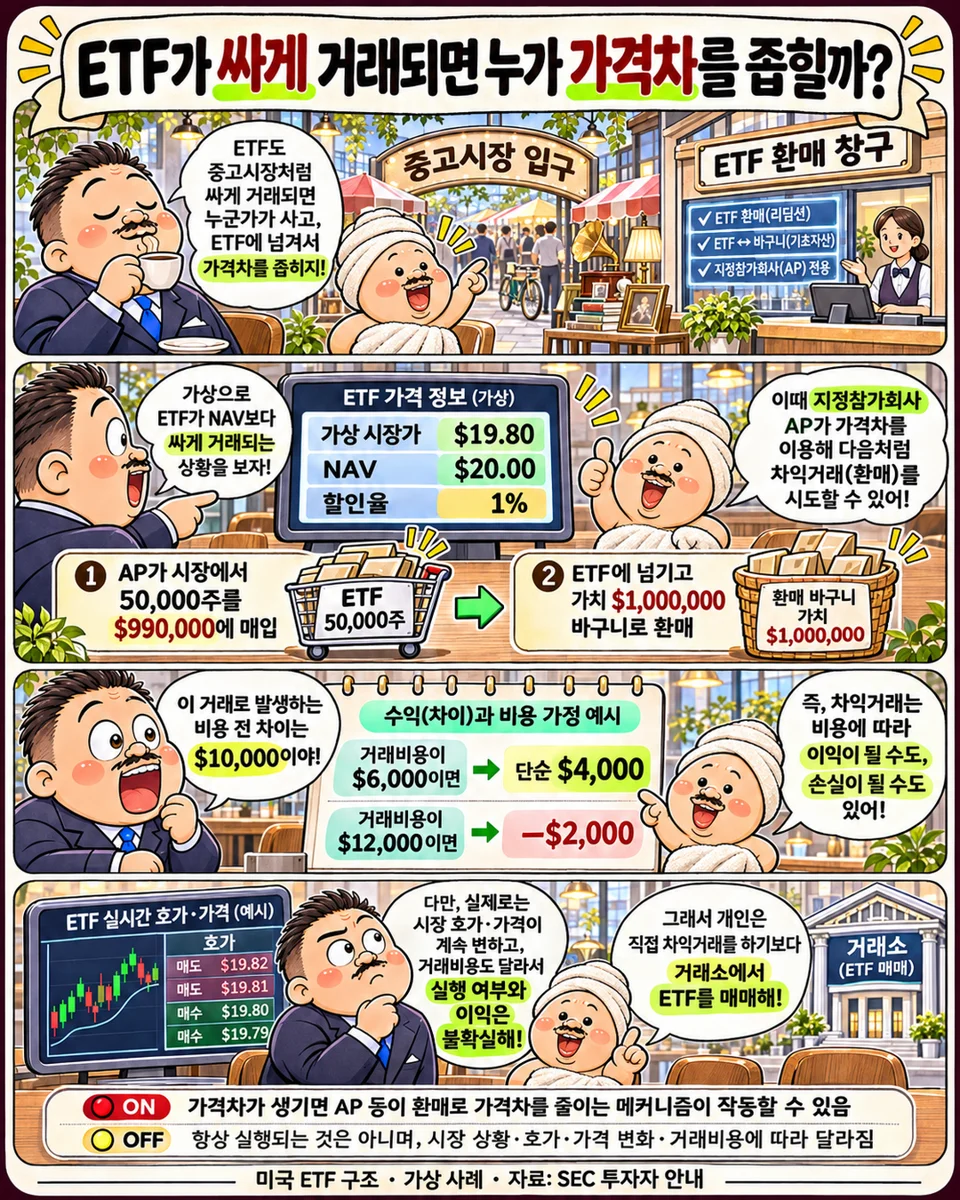 ETF가 싸게 거래되면 누가 가격차를 좁힐까?
ETF도
중고시장처럼
싸게 거래되면
누군가가 사고,
ETF에 넘겨서
가격차를 좁히지!
중고시장 입구
ETF 환매 창구
✓ ETF 환매(리딤션)
✓ ETF ↔ 바구니(기초자산)
✓ 지정참가회사(AP) 전용
가상으로
ETF가 NAV보다
싸게 거래되는
상황을 보자!
ETF 가격 정보 (가상)
가상 시장가 $19.80
NAV $20.00
할인율 1%
이때 지정참가회사
AP가 가격차를
이용해 다음처럼
차익거래(환매)를
시도할 수 있어!
1 AP가 시장에서
50,000주를
$990,000에 매입
ETF
50,000주
2 ETF에 넘기고
가치 $1,000,000
바구니로 환매
환매 바구니
가치
$1,000,000
이 거래로 발생하는
비용 전 차이는
$10,000이야!
수익(차이)과 비용 가정 예시
거래비용이
$6,000이면 → 단순 $4,000
거래비용이
$12,000이면 → –$2,000
즉, 차익거래는
비용에 따라
이익이 될 수도,
손실이 될 수도
있어!
ETF 실시간 호가·가격 (예시)
호가
매도 $19.82
매도 $19.81
매수 $19.80
매수 $19.79
다만, 실제로는
시장 호가·가격이
계속 변하고,
거래비용도 달라서
실행 여부와
이익은
불확실해!
그래서 개인은
직접 차익거래를 하기보다
거래소에서
ETF를 매매해!
거래소
(ETF 매매)
ON 가격차가 생기면 AP 등이 환매로 가격차를 줄이는 메커니즘이 작동할 수 있음
OFF 항상 실행되는 것은 아니며, 시장 상황·호가·가격 변화·거래비용에 따라 달라짐
미국 ETF 구조 · 가상 사례 · 자료: SEC 투자자 안내